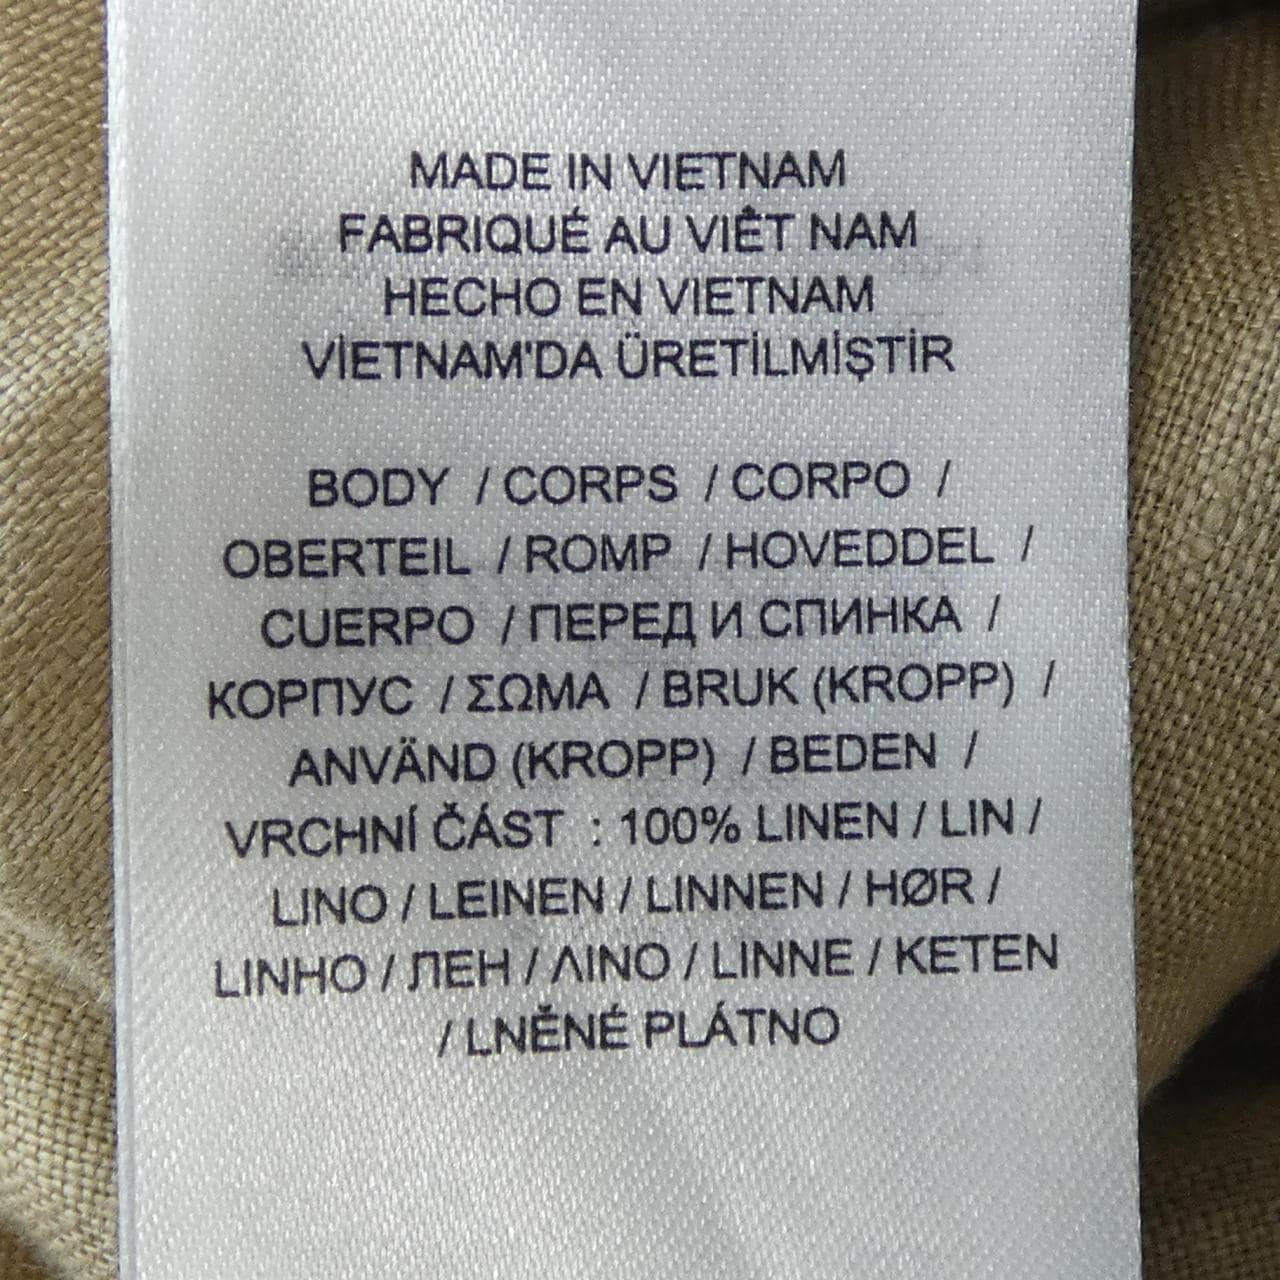 MADE IN VIETNAM
FABRIQUÉ AU VIÊT NAM
HECHO EN VIETNAM
VİETNAM'DA ÜRETİLMİŞTİR
BODY / CORPS / CORPO /
OBERTEIL / ROMP / HOVEDDEL /
CUERPO / ПЕРЕД И СПИНКА /
КОРПУС / ΣΩΜΑ / BRUK (KROPP) /
ANVÄND (KROPP) / BEDEN /
VRCHNÍ ČÁST : 100% LINEN / LIN /
LINO / LEINEN / LINNEN / HØR /
LINHO / ЛЕН / ΛΙΝΟ / LINNE / KETEN
/ LNĚNÉ PLÁTNO